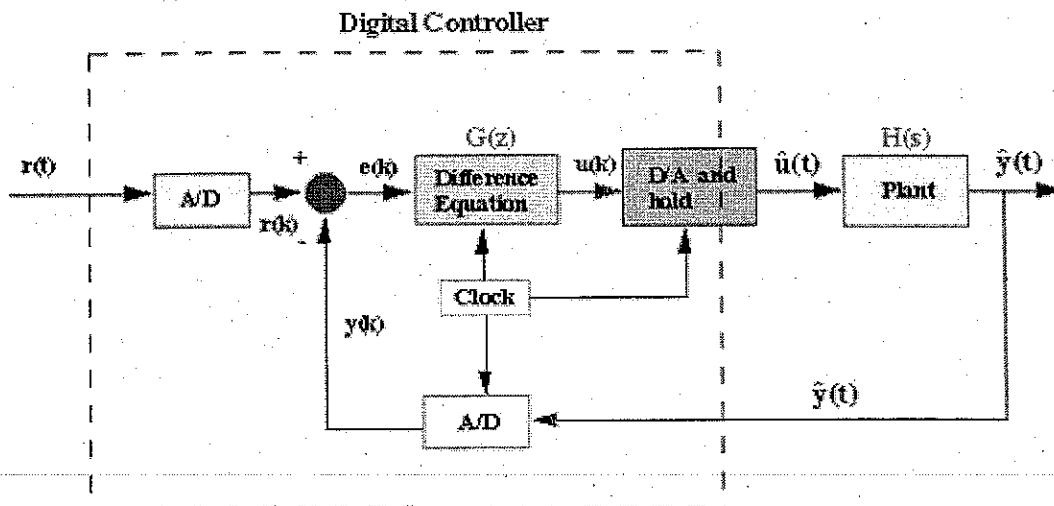 Digital Controller
G(z)
H(s)
r(t)
+
e(k)
u(k)
û(t)
ŷ(t)
A/D
r(k)
-
Difference
Equation
D/A and
hold
Plant
Clock
y(k)
ŷ(t)
A/D